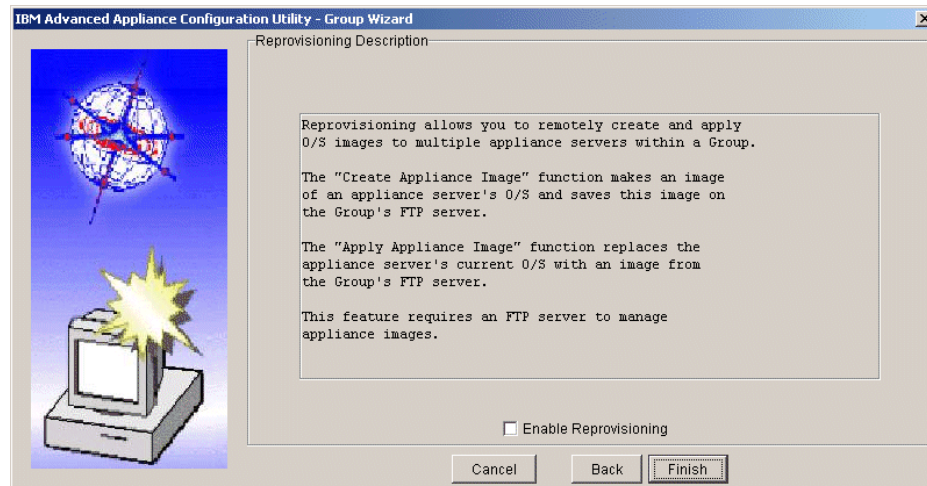 IBM Advanced Appliance Configuration Utility - Group Wizard
Reprovisioning Description
Reprovisioning allows you to remotely create and apply
O/S images to multiple appliance servers within a Group.
The "Create Appliance Image" function makes an image
of an appliance server's O/S and saves this image on
the Group's FTP server.
The "Apply Appliance Image" function replaces the
appliance server's current O/S with an image from
the Group's FTP server.
This feature requires an FTP server to manage
appliance images.
Enable Reprovisioning
Cancel Back Finish